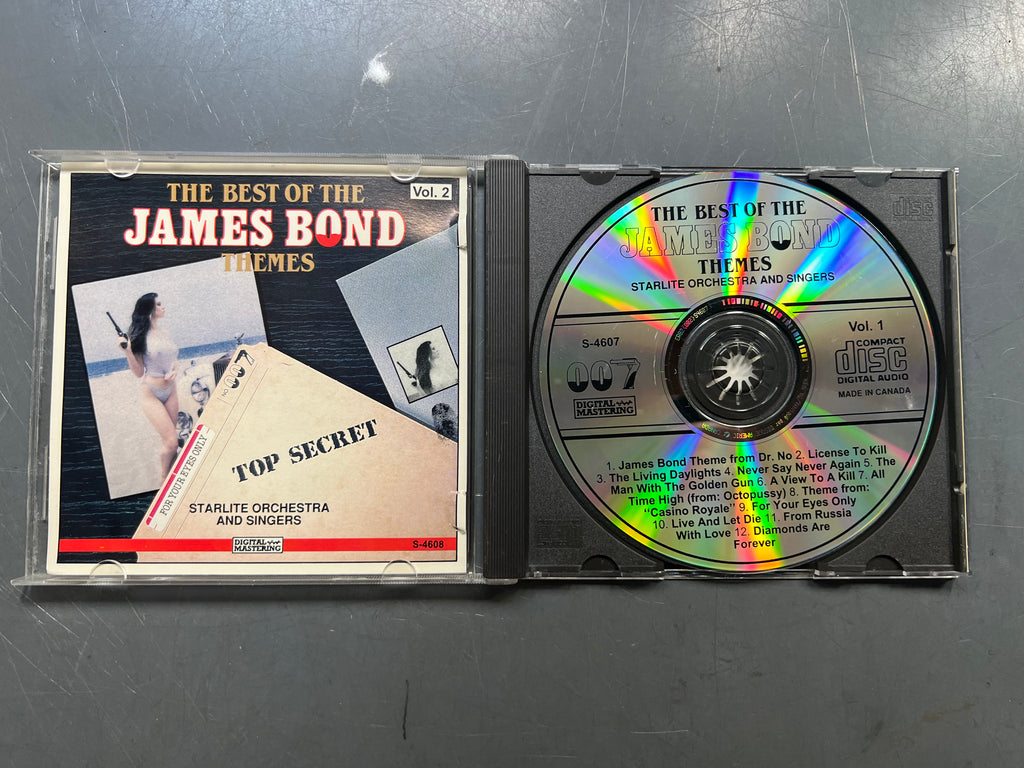 THE BEST OF THE
Vol. 2
JAMES BOND
THEMES
NO. 007
FOR YOUR EYES ONLY
TOP SECRET
STARLITE ORCHESTRA
AND SINGERS
DIGITAL
MASTERING
S-4608
THE BEST OF THE
JAMES BOND
THEMES
STARLITE ORCHESTRA AND SINGERS
S-4607
007
DIGITAL
MASTERING
Vol. 1
COMPACT
disc
DIGITAL AUDIO
MADE IN CANADA
1. James Bond Theme from Dr. No 2. License To Kill
3. The Living Daylights 4. Never Say Never Again 5. The
Man With The Golden Gun 6. A View To A Kill 7. All
Time High (from: Octopussy) 8. Theme from:
“Casino Royale” 9. For Your Eyes Only
10. Live And Let Die 11. From Russia
With Love 12. Diamonds Are
Forever
disc